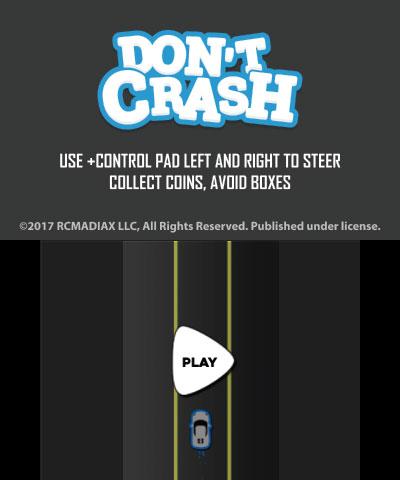 DON'T
CRASH
USE +CONTROL PAD LEFT AND RIGHT TO STEER
COLLECT COINS, AVOID BOXES
©2017 RCMADIAX LLC, All Rights Reserved. Published under license.
PLAY